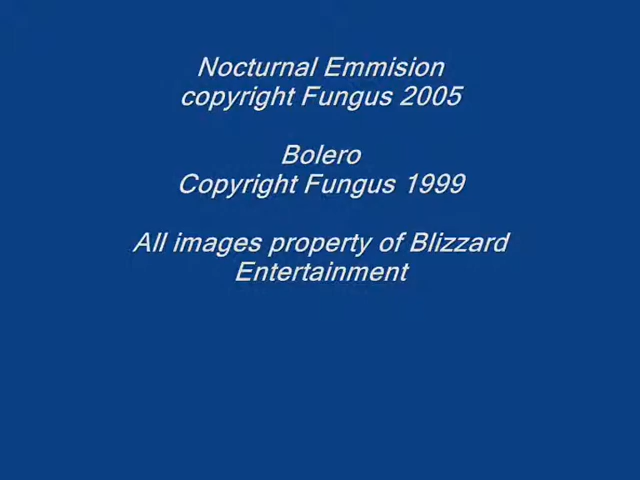 Nocturnal Emmision
copyright Fungus 2005
Bolero
Copyright Fungus 1999
All images property of Blizzard
Entertainment